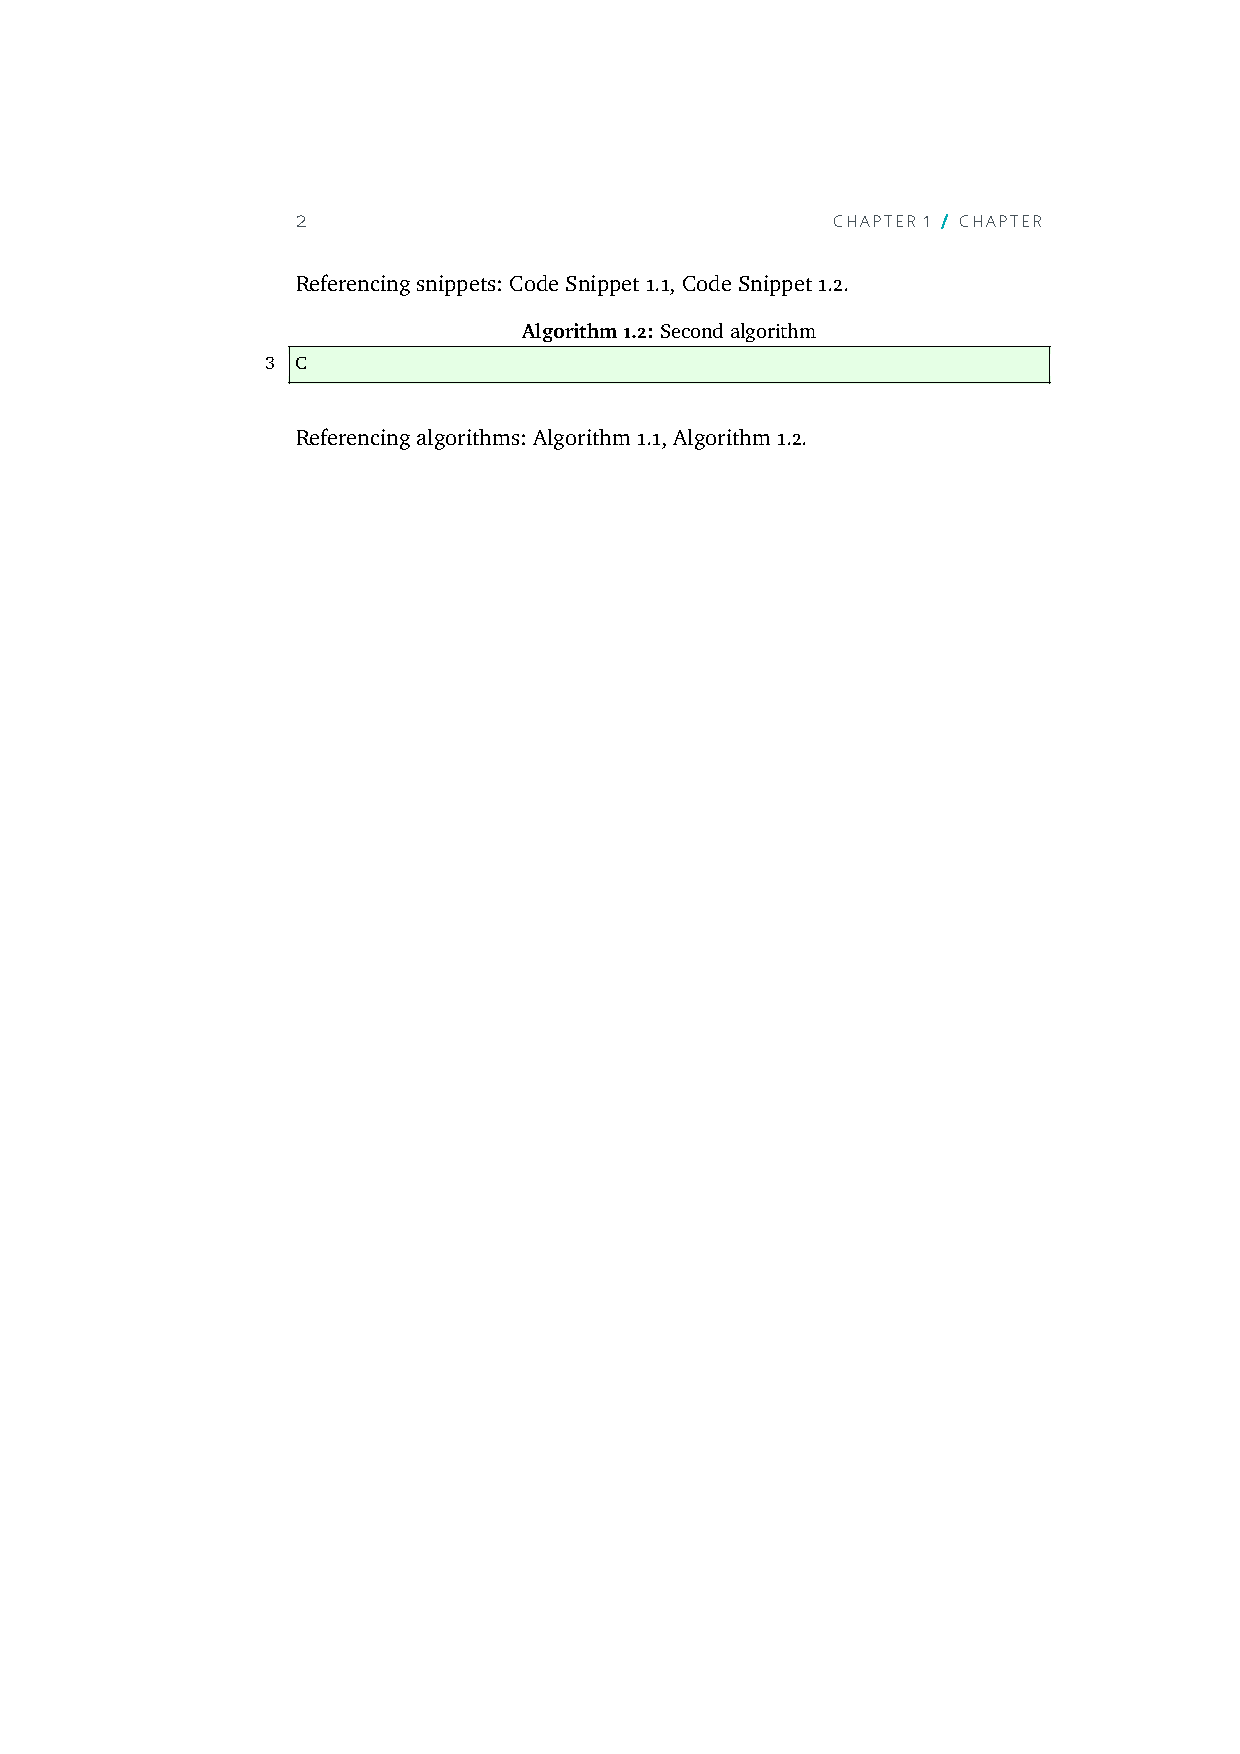 2 CHAPTER 1 / CHAPTER
Referencing snippets: Code Snippet 1.1, Code Snippet 1.2.
Algorithm 1.2: Second algorithm
3 C
Referencing algorithms: Algorithm 1.1, Algorithm 1.2.